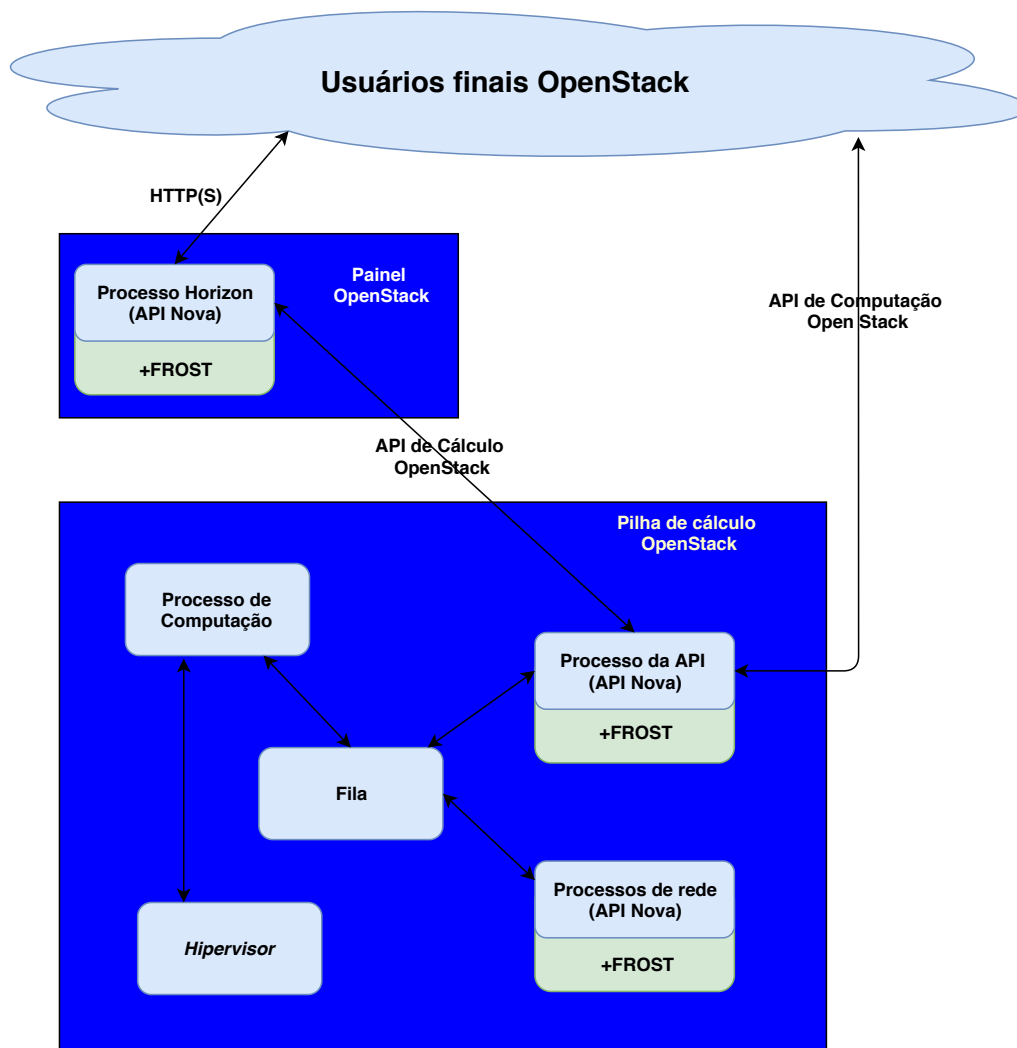 Usuários finais OpenStack
HTTP(S)
Painel
OpenStack
Processo Horizon
(API Nova)
+FROST
API de Computação
Open Stack
API de Cálculo
OpenStack
Pilha de cálculo
OpenStack
Processo de
Computação
Processo da API
(API Nova)
+FROST
Fila
Processos de rede
(API Nova)
+FROST
Hipervisor